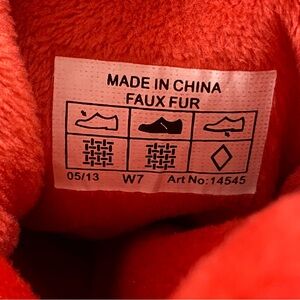 MADE IN CHINA
FAUX FUR
05/13 W7 Art No:14545